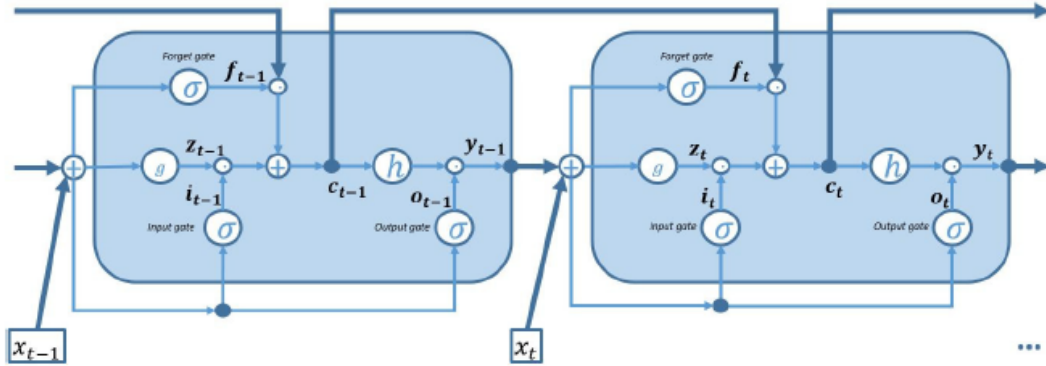 Forget gate
f_{t-1}
σ
z_{t-1}
g
y_{t-1}
h
c_{t-1}
i_{t-1}
o_{t-1}
Input gate
σ
Output gate
σ
x_{t-1}
Forget gate
f_t
σ
z_t
g
y_t
h
c_t
i_t
o_t
Input gate
σ
Output gate
σ
x_t
...